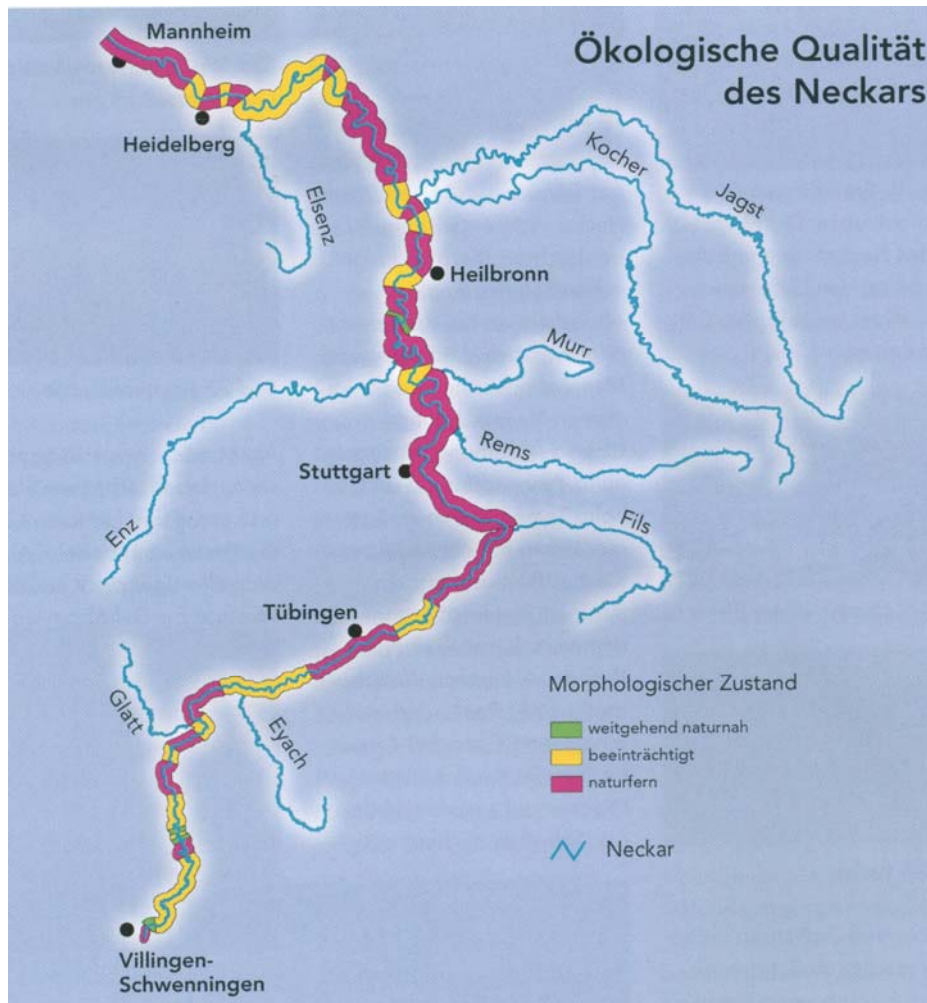 Ökologische Qualität
des Neckars
Mannheim
Heidelberg
Elsenz
Kocher
Jagst
Heilbronn
Murr
Rems
Stuttgart
Enz
Fils
Tübingen
Glatt
Eyach
Villingen-
Schwenningen
Morphologischer Zustand
weitgehend naturnah
beeinträchtigt
naturfern
Neckar